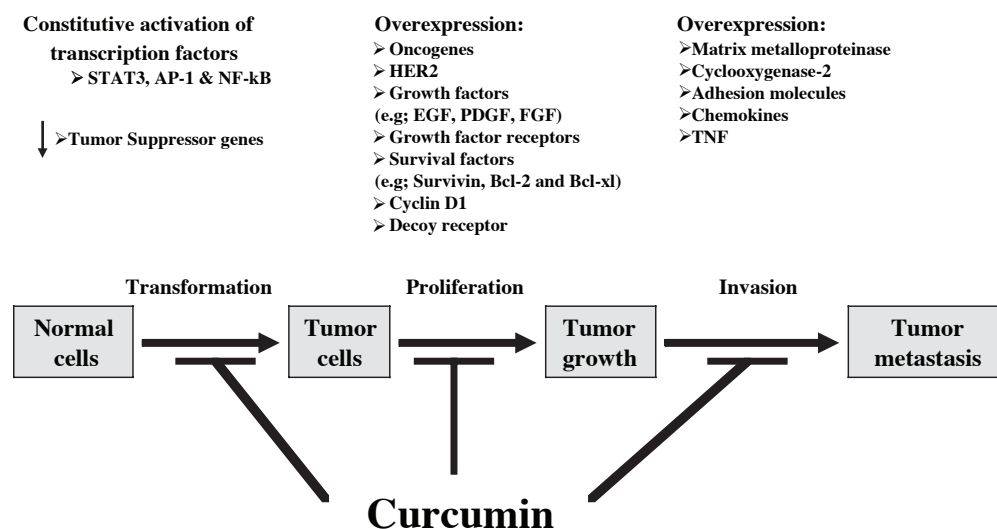 Constitutive activation of
transcription factors
➢ STAT3, AP-1 & NF-kB
➢Tumor Suppressor genes
Overexpression:
➢ Oncogenes
➢ HER2
➢ Growth factors
(e.g; EGF, PDGF, FGF)
➢ Growth factor receptors
➢ Survival factors
(e.g; Survivin, Bcl-2 and Bcl-xl)
➢ Cyclin D1
➢ Decoy receptor
Overexpression:
➢Matrix metalloproteinase
➢Cyclooxygenase-2
➢Adhesion molecules
➢Chemokines
➢TNF
Transformation
Proliferation
Invasion
Normal
cells
Tumor
cells
Tumor
growth
Tumor
metastasis
Curcumin